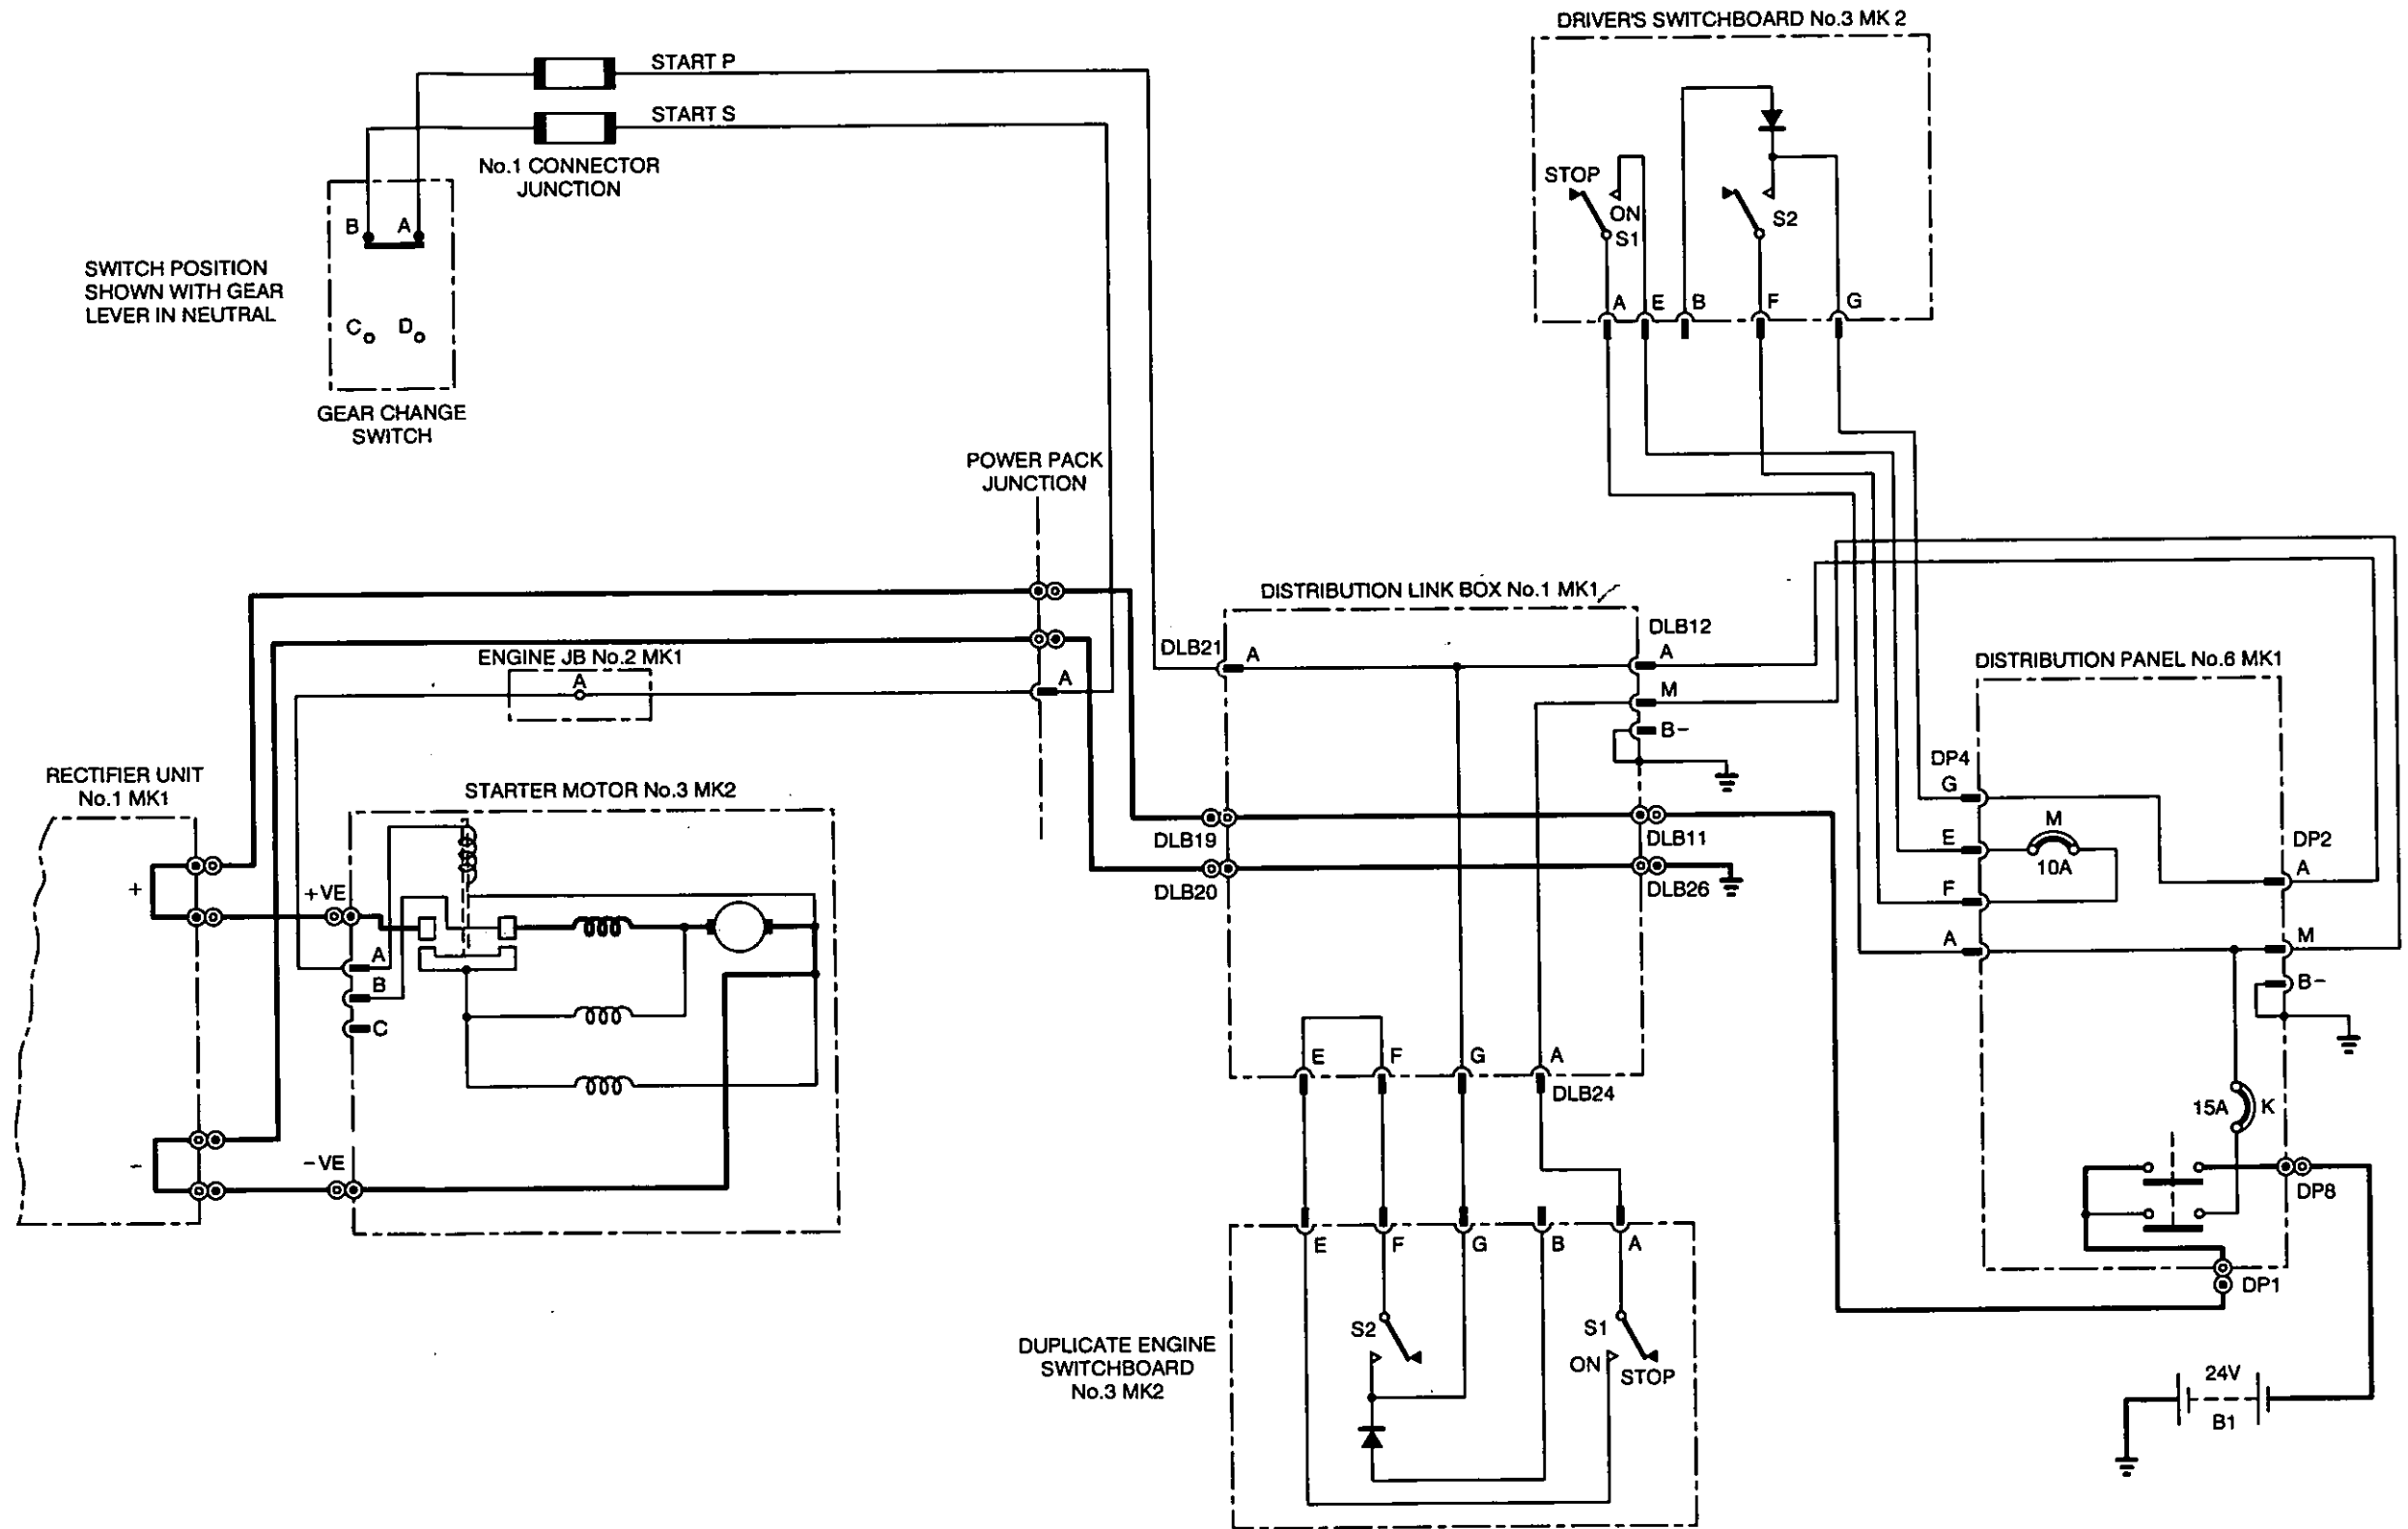 DRIVER'S SWITCHBOARD No.3 MK 2
START P
START S
No.1 CONNECTOR
JUNCTION
STOP
ON
S1
S2
A
E
B
F
G
B
A
C
D
SWITCH POSITION
SHOWN WITH GEAR
LEVER IN NEUTRAL
GEAR CHANGE
SWITCH
POWER PACK
JUNCTION
A
DISTRIBUTION LINK BOX No.1 MK1
DLB21
A
DLB12
A
M
B-
DLB19
DLB11
DLB20
DLB26
E
F
G
A
DLB24
ENGINE JB No.2 MK1
A
RECTIFIER UNIT
No.1 MK1
+
-
STARTER MOTOR No.3 MK2
+VE
A
B
C
-VE
DISTRIBUTION PANEL No.6 MK1
DP4
G
E
F
A
M
10A
DP2
A
M
B-
15A
K
DP8
DP1
E
F
G
B
A
S2
S1
ON
STOP
DUPLICATE ENGINE
SWITCHBOARD
No.3 MK2
24V
B1